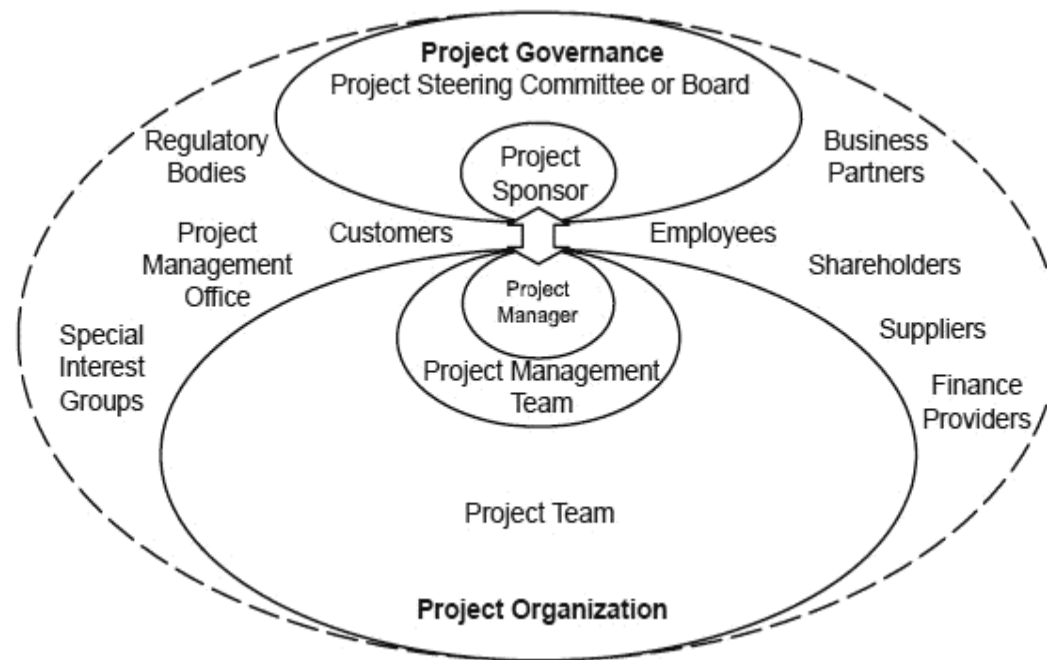 Project Governance
Project Steering Committee or Board
Regulatory
Bodies
Project
Sponsor
Business
Partners
Customers
Employees
Project
Management
Office
Shareholders
Project
Manager
Special
Interest
Groups
Suppliers
Project Management
Team
Finance
Providers
Project Team
Project Organization